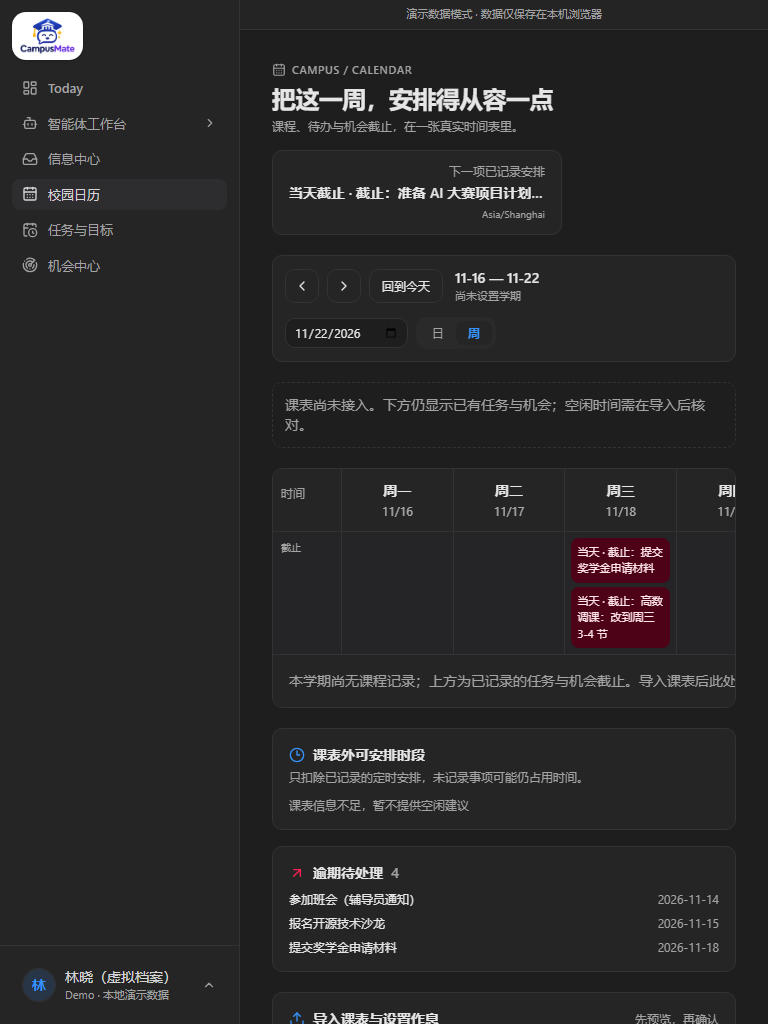 CampusMate
Today
智能体工作台
信息中心
校园日历
任务与目标
机会中心
林
林晓（虚拟档案）
Demo · 本地演示数据
演示数据模式 · 数据仅保存在本机浏览器
CAMPUS / CALENDAR
把这一周，安排得从容一点
课程、待办与机会截止，在一张真实时间表里。
下一项已记录安排
当天截止 · 截止：准备 AI 大赛项目计划...
Asia/Shanghai
回到今天
11-16 — 11-22
尚未设置学期
11/22/2026
日
周
课表尚未接入。下方仍显示已有任务与机会；空闲时间需在导入后核
对。
时间
周一
11/16
周二
11/17
周三
11/18
11/
截止
当天 · 截止：提交
奖学金申请材料
当天 · 截止：高数
调课：改到周三
3-4 节
本学期尚无课程记录；上方为已记录的任务与机会截止。导入课表后此处
课表外可安排时段
只扣除已记录的定时安排，未记录事项可能仍占用时间。
课表信息不足，暂不提供空闲建议
逾期待处理 4
参加班会（辅导员通知） 2026-11-14
报名开源技术沙龙 2026-11-15
提交奖学金申请材料 2026-11-18
导入课表与设置作息
先预览，再确认